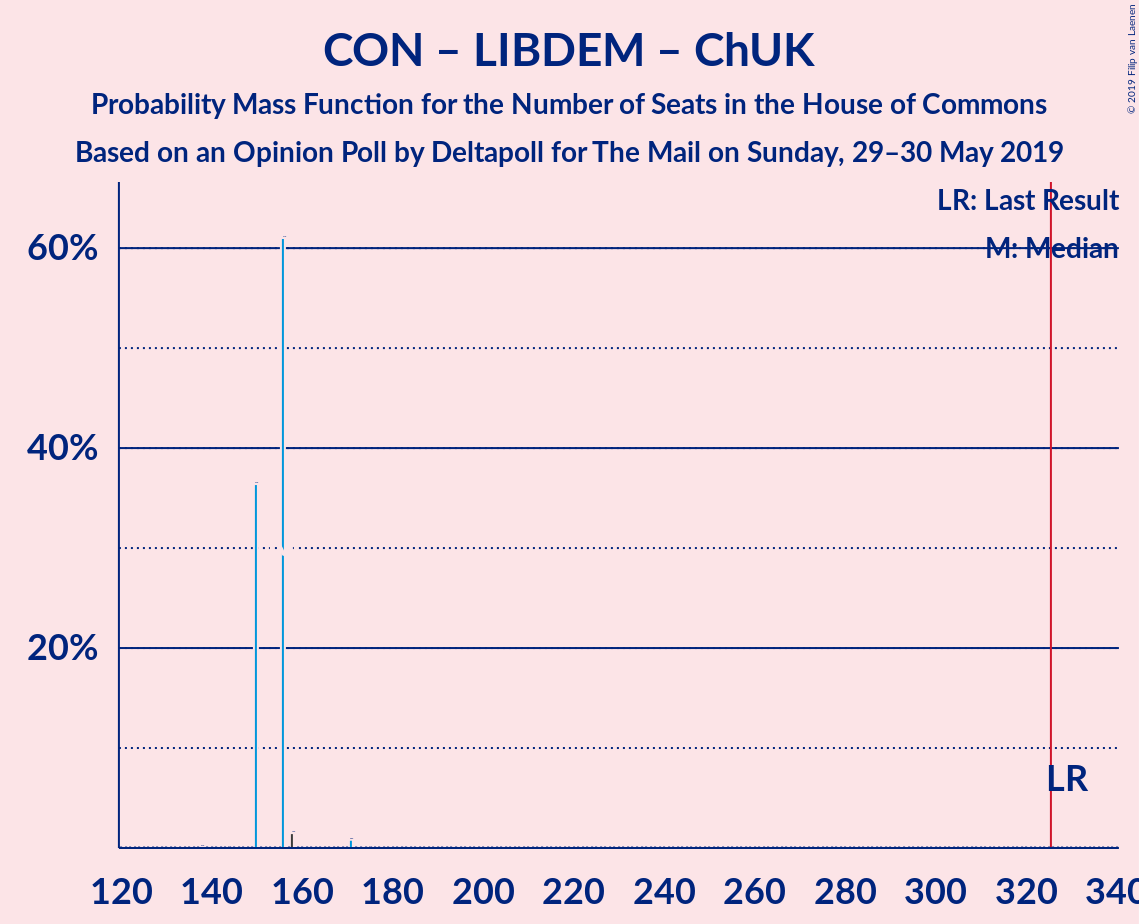 CON – LIBDEM – ChUK
Probability Mass Function for the Number of Seats in the House of Commons
Based on an Opinion Poll by Deltapoll for The Mail on Sunday, 29–30 May 2019
© 2019 Filip van Laenen
LR: Last Result
M: Median
60%
40%
20%
LR
120 140 160 180 200 220 240 260 280 300 320 340